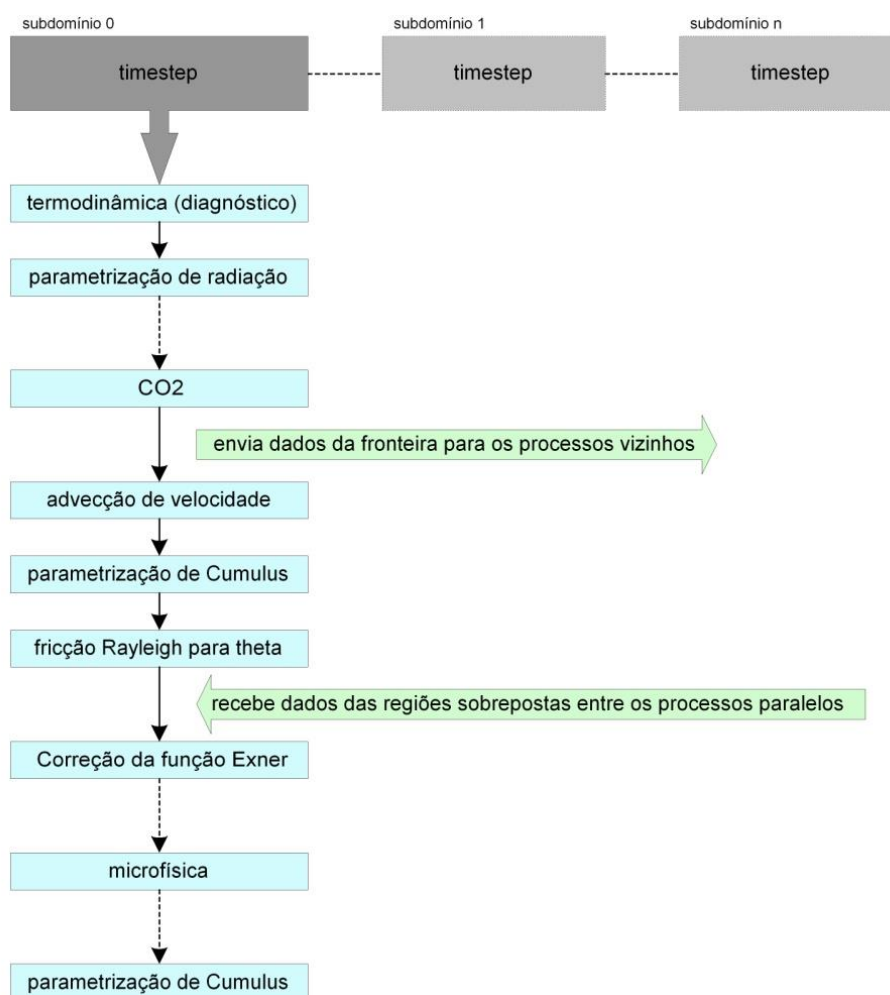 subdomínio 0
subdomínio 1
subdomínio n
timestep
timestep
timestep
termodinâmica (diagnóstico)
parametrização de radiação
CO2
envia dados da fronteira para os processos vizinhos
advecção de velocidade
parametrização de Cumulus
fricção Rayleigh para theta
recebe dados das regiões sobrepostas entre os processos paralelos
Correção da função Exner
microfísica
parametrização de Cumulus